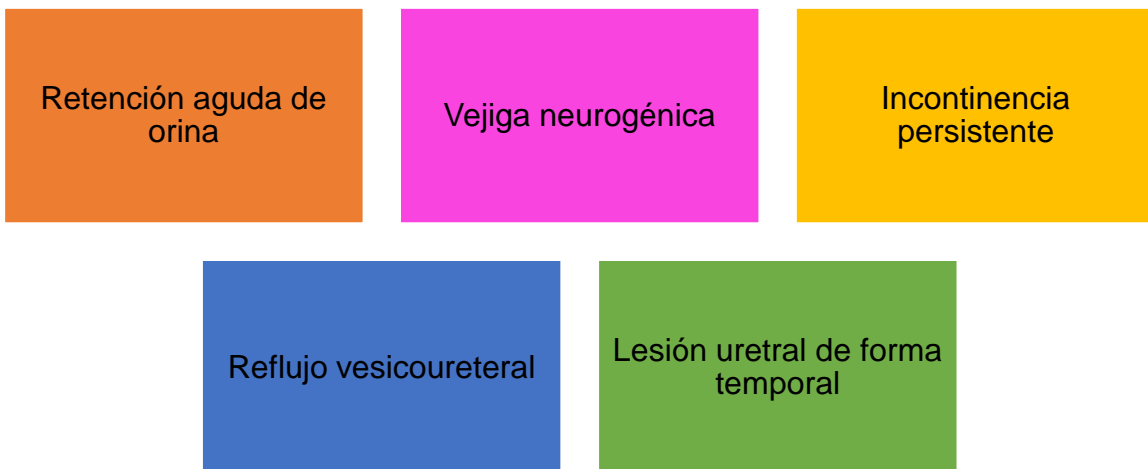 Retención aguda de
orina
Vejiga neurogénica
Incontinencia
persistente
Reflujo vesicoureteral
Lesión uretral de forma
temporal